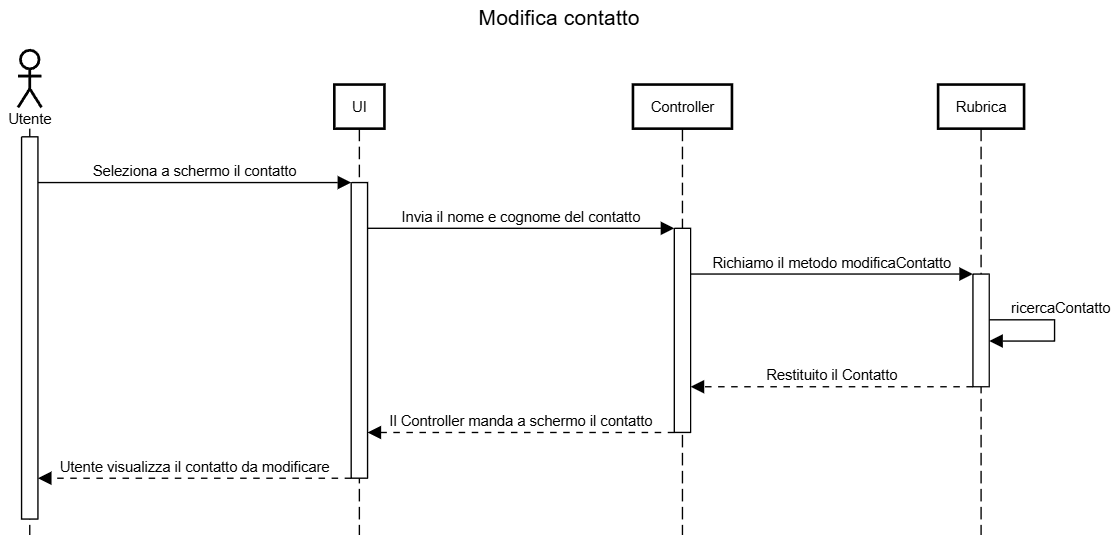 Modifica contatto
Utente
UI
Controller
Rubrica
Seleziona a schermo il contatto
Invia il nome e cognome del contatto
Richiamo il metodo modificaContatto
ricercaContatto
Restituito il Contatto
Il Controller manda a schermo il contatto
Utente visualizza il contatto da modificare